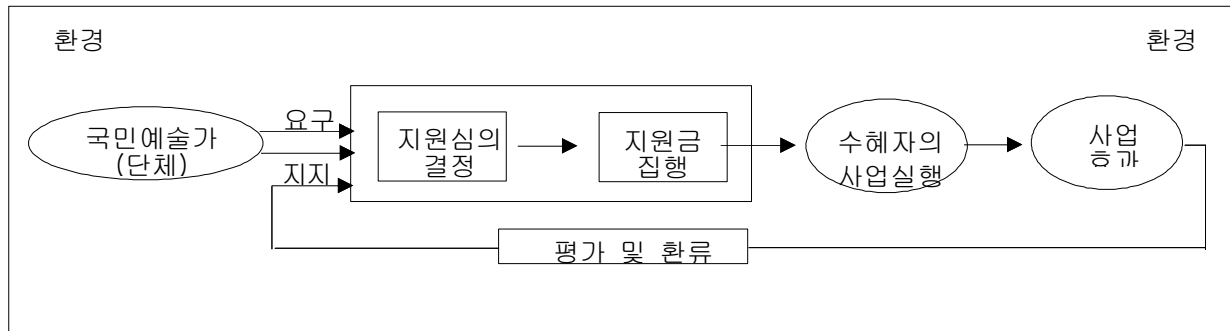 환경
환경
국민예술가
(단체)
요구
지지
지원심의
결정
지원금
집행
수혜자의
사업실행
사업
평가 및 환류